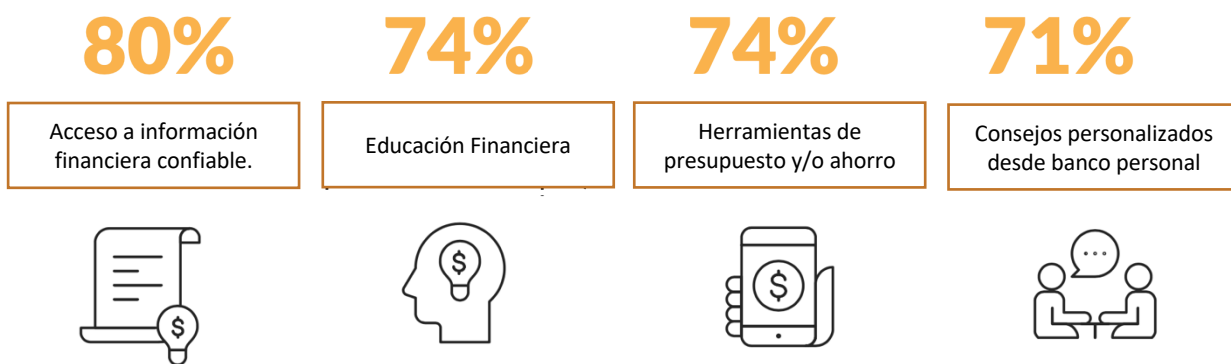 80%
74%
74%
71%
Acceso a información
financiera confiable.
Educación Financiera
Herramientas de
presupuesto y/o ahorro
Consejos personalizados
desde banco personal
$
$
$